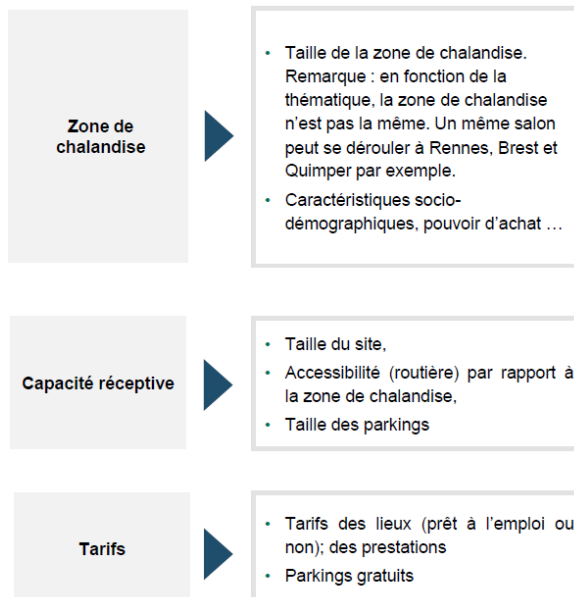 Zone de
chalandise
• Taille de la zone de chalandise.
Remarque : en fonction de la
thématique, la zone de chalandise
n’est pas la même. Un même salon
peut se dérouler à Rennes, Brest et
Quimper par exemple.
• Caractéristiques socio-
démographiques, pouvoir d’achat …
Capacité réceptive
• Taille du site,
• Accessibilité (routière) par rapport à
la zone de chalandise,
• Taille des parkings
Tarifs
• Tarifs des lieux (prêt à l’emploi ou
non); des prestations
• Parkings gratuits